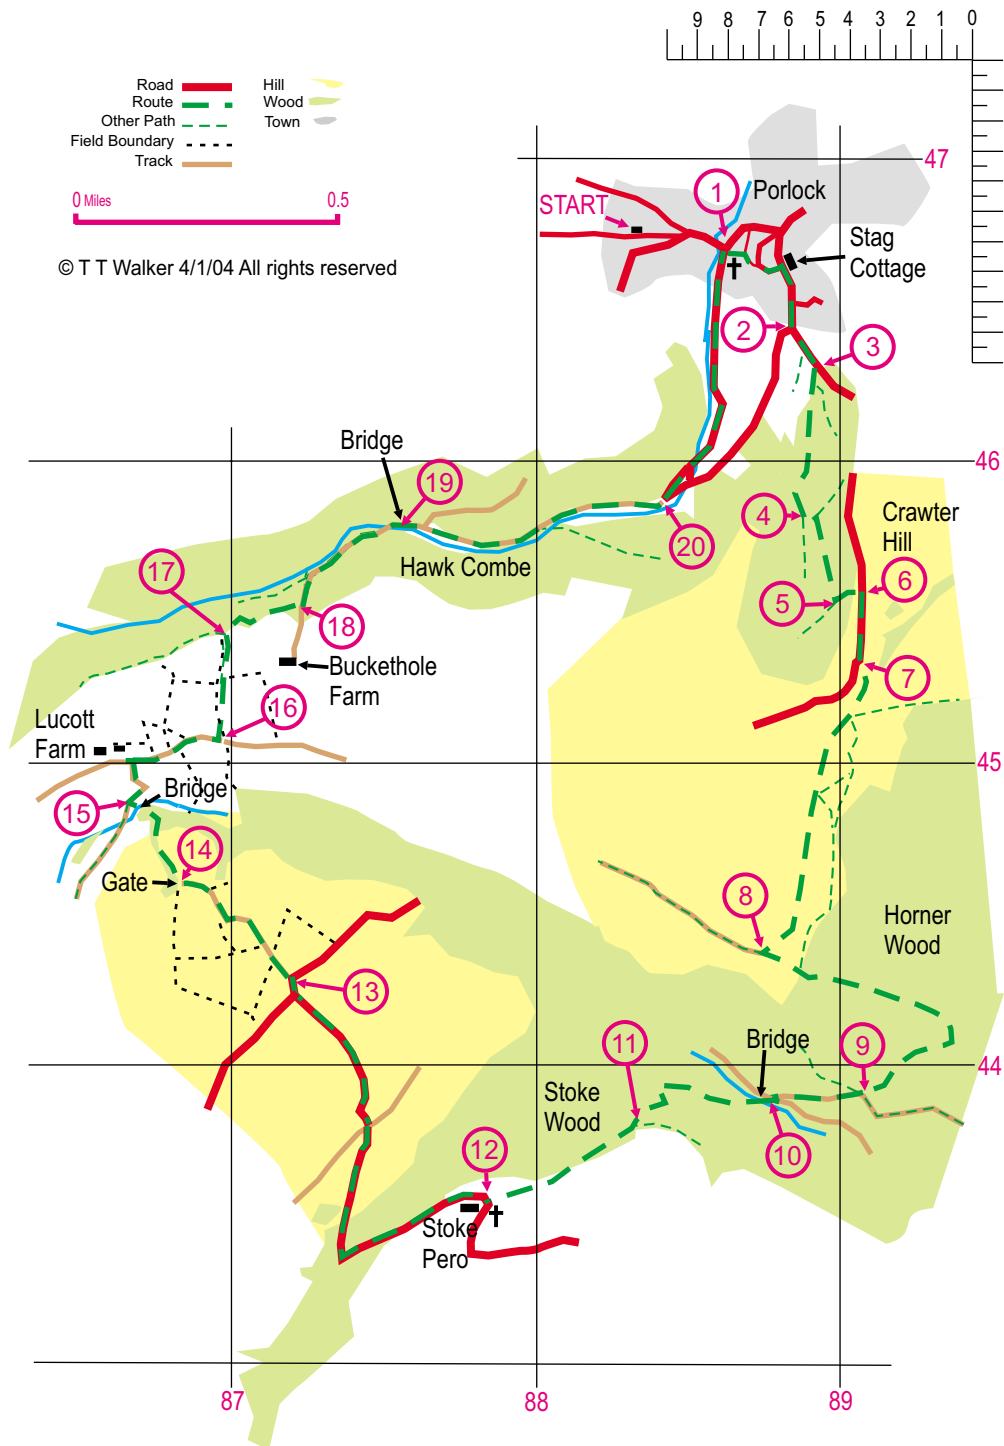 9 8 7 6 5 4 3 2 1 0
Road
Hill
Route
Wood
Other Path
Town
Field Boundary
Track
0 Miles 0.5
© T T Walker 4/1/04 All rights reserved
47
START
1
Porlock
Stag
Cottage
2
3
46
Bridge
19
4
Crawter
Hill
20
Hawk Combe
17
5
6
18
Buckethole
Farm
7
16
Lucott
Farm
45
15
Bridge
14
Gate
8
Horner
Wood
13
11
Bridge
9
44
Stoke
Wood
12
10
Stoke
Pero
87
88
89